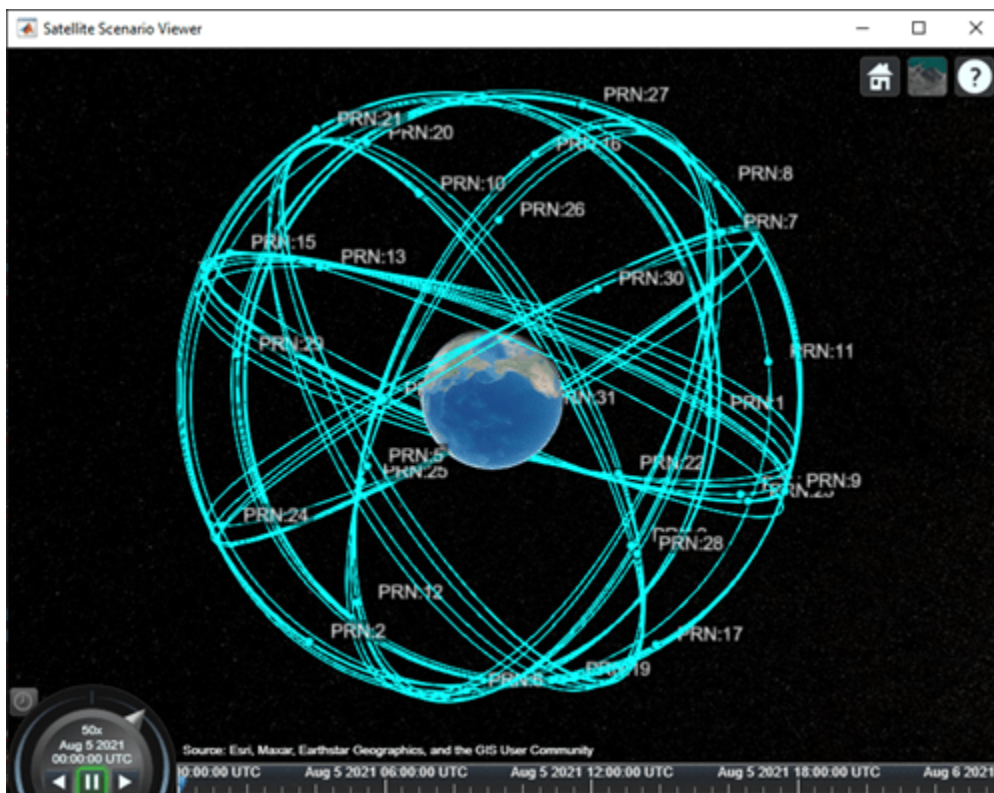 Satellite Scenario Viewer
PRN:27
PRN:21
PRN:20
PRN:16
PRN:8
PRN:10
PRN:26
PRN:7
PRN:15
PRN:13
PRN:30
PRN:29
PRN:11
PRN:31
PRN:1
PRN:5
PRN:25
PRN:22
PRN:9
PRN:24
PRN:28
PRN:12
PRN:2
PRN:17
PRN:19
PRN:6
50x
Aug 5 2021
00:00:00 UTC
Source: Esri, Maxar, Earthstar Geographics, and the GIS User Community
Aug 5 2021 06:00:00 UTC
Aug 5 2021 12:00:00 UTC
Aug 5 2021 18:00:00 UTC
Aug 6 2021